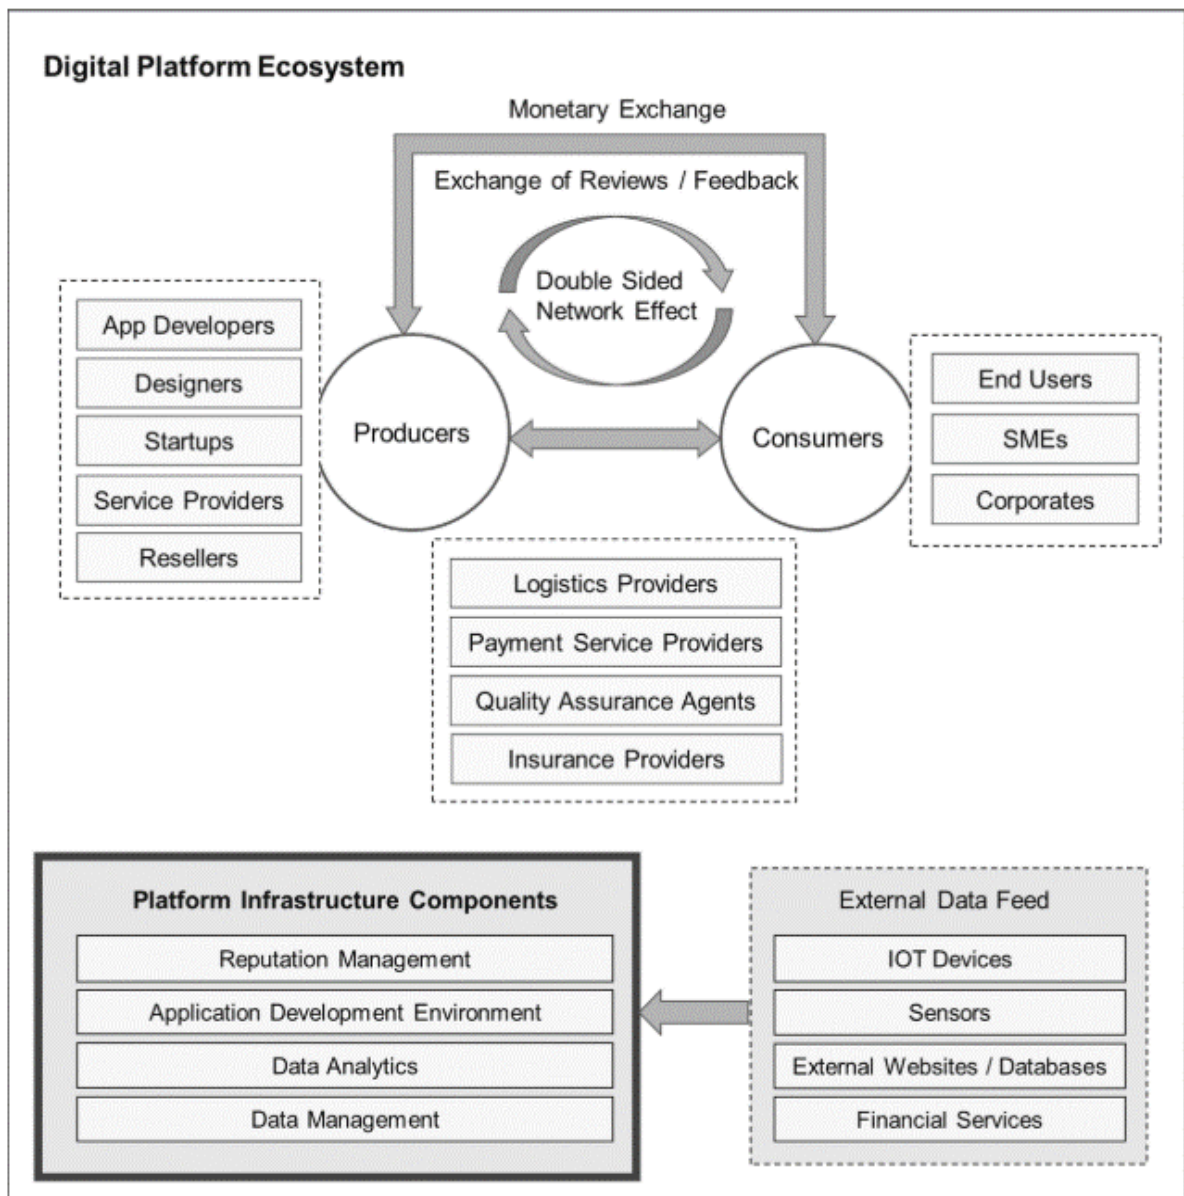 Digital Platform Ecosystem
Monetary Exchange
Exchange of Reviews / Feedback
Double Sided
Network Effect
App Developers
Designers
Startups
Service Providers
Resellers
Producers
Consumers
End Users
SMEs
Corporates
Logistics Providers
Payment Service Providers
Quality Assurance Agents
Insurance Providers
Platform Infrastructure Components
Reputation Management
Application Development Environment
Data Analytics
Data Management
External Data Feed
IOT Devices
Sensors
External Websites / Databases
Financial Services